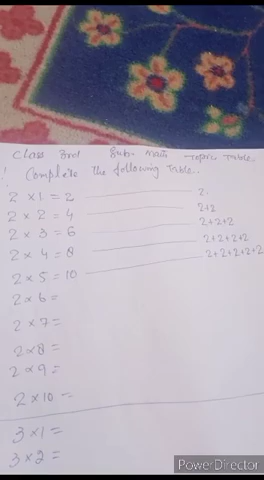 Class 3rd Sub- Math Topic Table.
Complete the following Table..
2 × 1 = 2 2.
2 × 2 = 4 2+2
2 × 3 = 6 2+2+2
2 × 4 = 8 2+2+2+2
2 × 5 = 10 2+2+2+2+2
2 × 6 =
2 × 7 =
2 × 8 =
2 × 9 =
2 × 10 =
3 × 1 =
3 × 2 =
PowerDirector